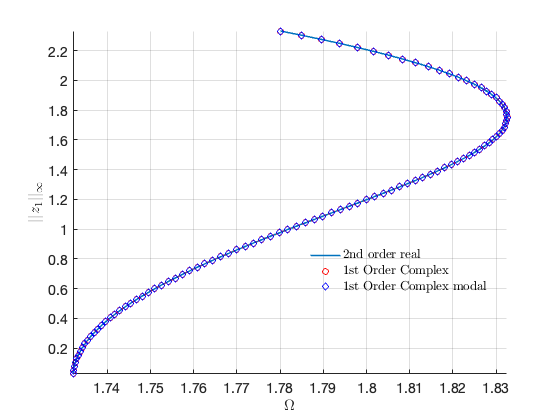 2.2
2
1.8
1.6
1.4
1.2
1
0.8
0.6
0.4
0.2
||z₁||∞
2nd order real
1st Order Complex
1st Order Complex modal
1.74 1.75 1.76 1.77 1.78 1.79 1.8 1.81 1.82 1.83
Ω